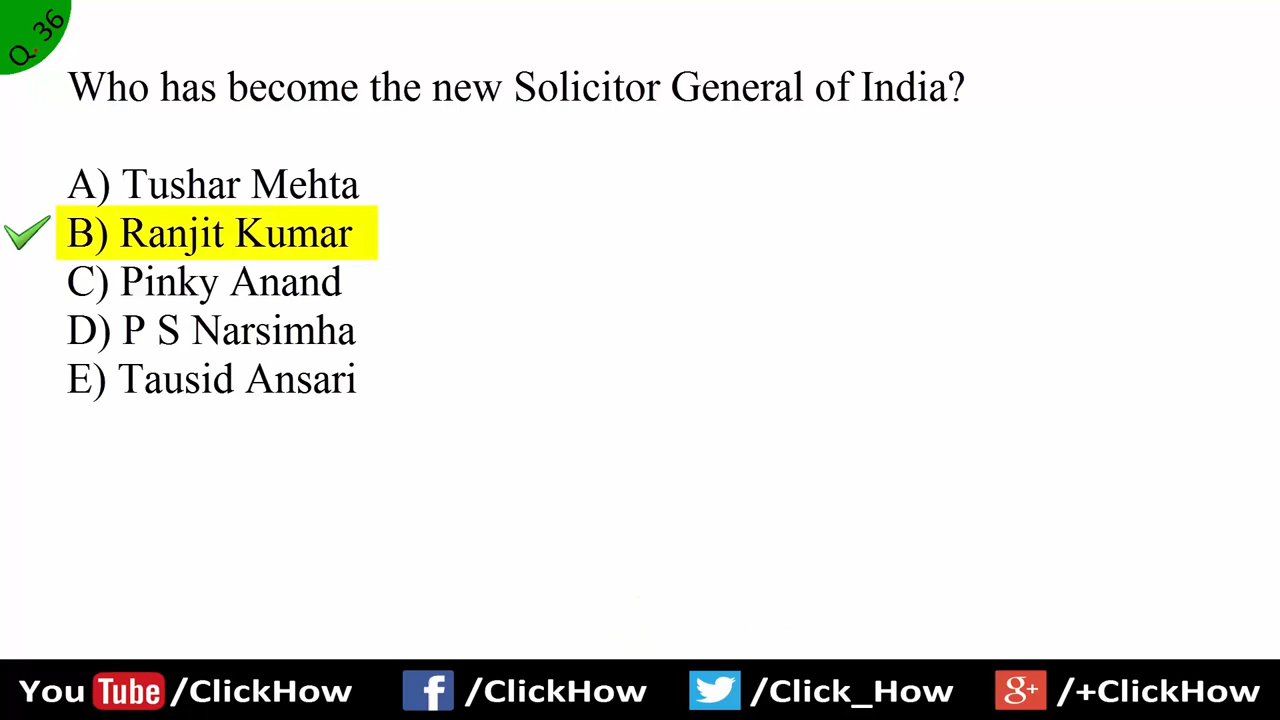 Q. 36
Who has become the new Solicitor General of India?
A) Tushar Mehta
B) Ranjit Kumar
C) Pinky Anand
D) P S Narsimha
E) Tausid Ansari
You Tube /ClickHow f /ClickHow /Click_How g+ /+ClickHow